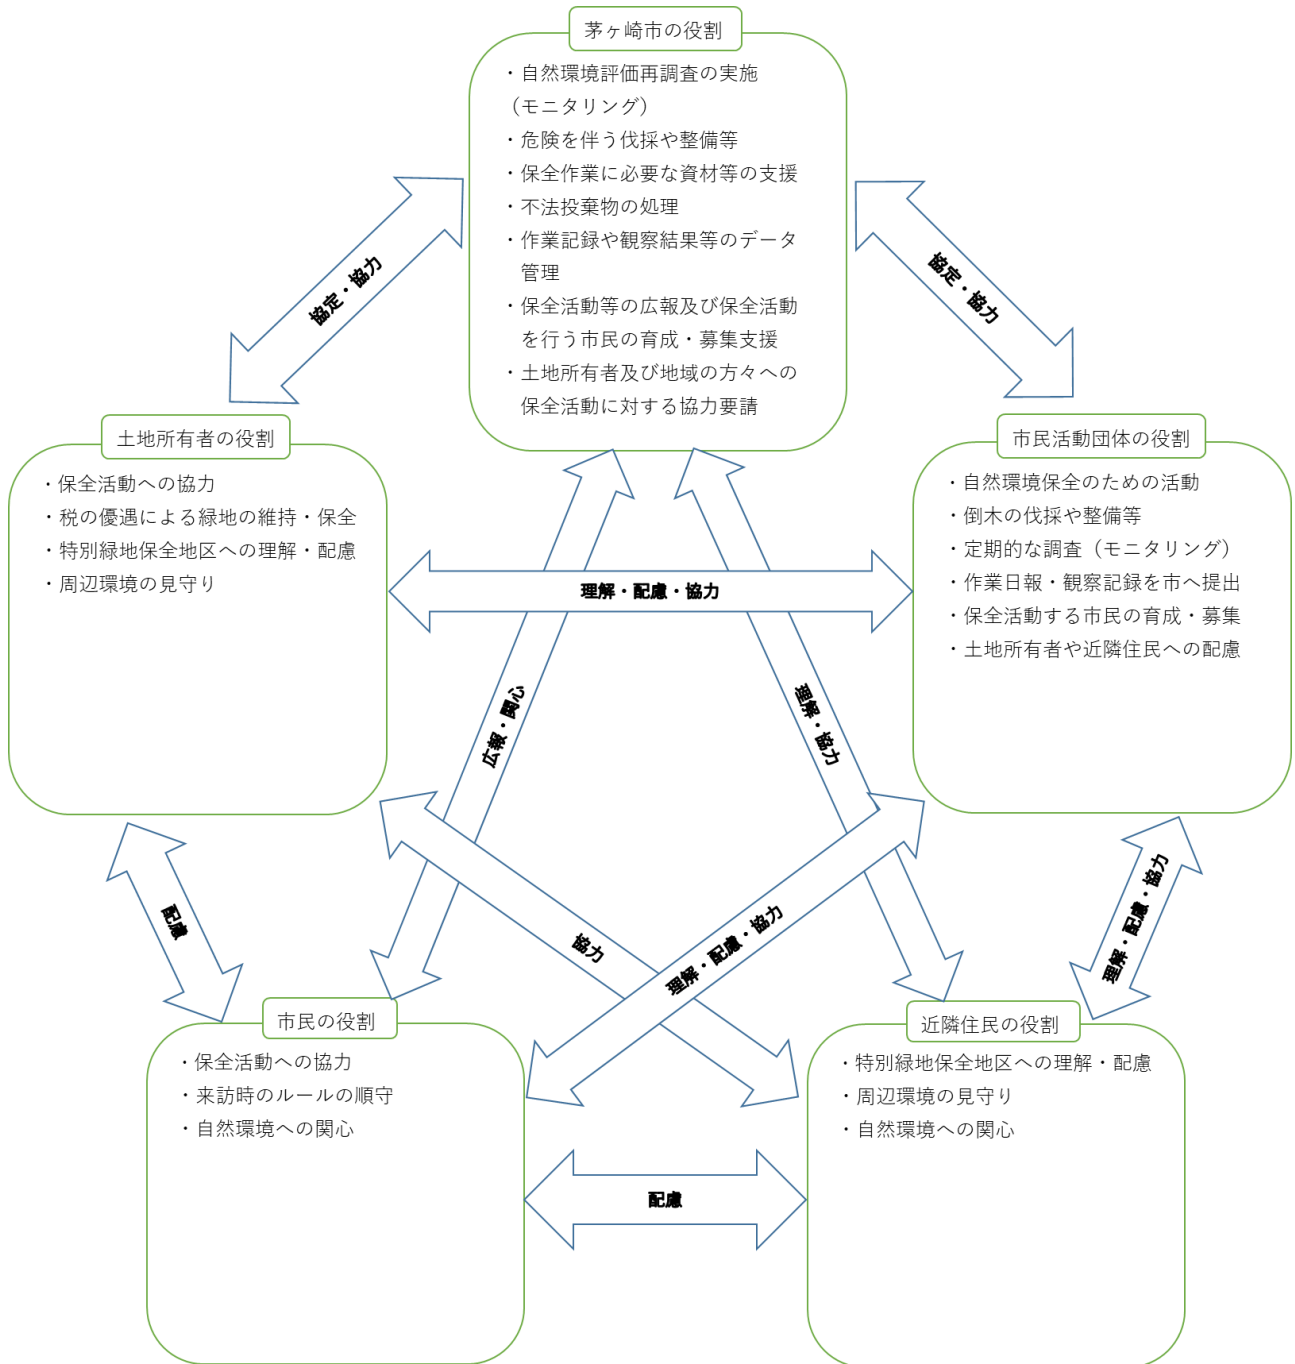 茅ヶ崎市の役割
・自然環境評価再調査の実施
（モニタリング）
・危険を伴う伐採や整備等
・保全作業に必要な資材等の支援
・不法投棄物の処理
・作業記録や観察結果等のデータ
管理
・保全活動等の広報及び保全活動
を行う市民の育成・募集支援
・土地所有者及び地域の方々への
保全活動に対する協力要請
協定・協力
協定・協力
土地所有者の役割
・保全活動への協力
・税の優遇による緑地の維持・保全
・特別緑地保全地区への理解・配慮
・周辺環境の見守り
市民活動団体の役割
・自然環境保全のための活動
・倒木の伐採や整備等
・定期的な調査（モニタリング）
・作業日報・観察記録を市へ提出
・保全活動する市民の育成・募集
・土地所有者や近隣住民への配慮
理解・配慮・協力
広報・関心
理解・協力
配慮
協力
理解・配慮・協力
理解・配慮・協力
市民の役割
・保全活動への協力
・来訪時のルールの順守
・自然環境への関心
配慮
近隣住民の役割
・特別緑地保全地区への理解・配慮
・周辺環境の見守り
・自然環境への関心